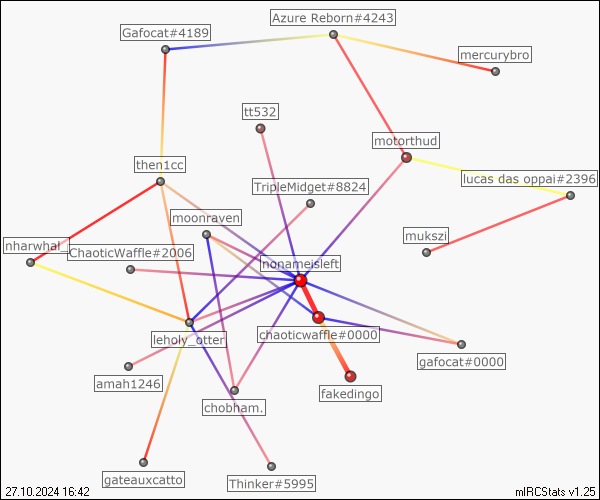 Azure Reborn#4243
Gafocat#4189
mercurybro
tt532
motorthud
then1cc
TripleMidget#8824
lucas das oppai#2396
moonraven
mukszi
nharwhal_
ChaoticWaffle#2006
nonameisleft
leholy_otter
chaoticwaffle#0000
gafocat#0000
amah1246
fakedingo
chobham.
gateauxcatto
Thinker#5995
27.10.2024 16:42
mIRCStats v1.25